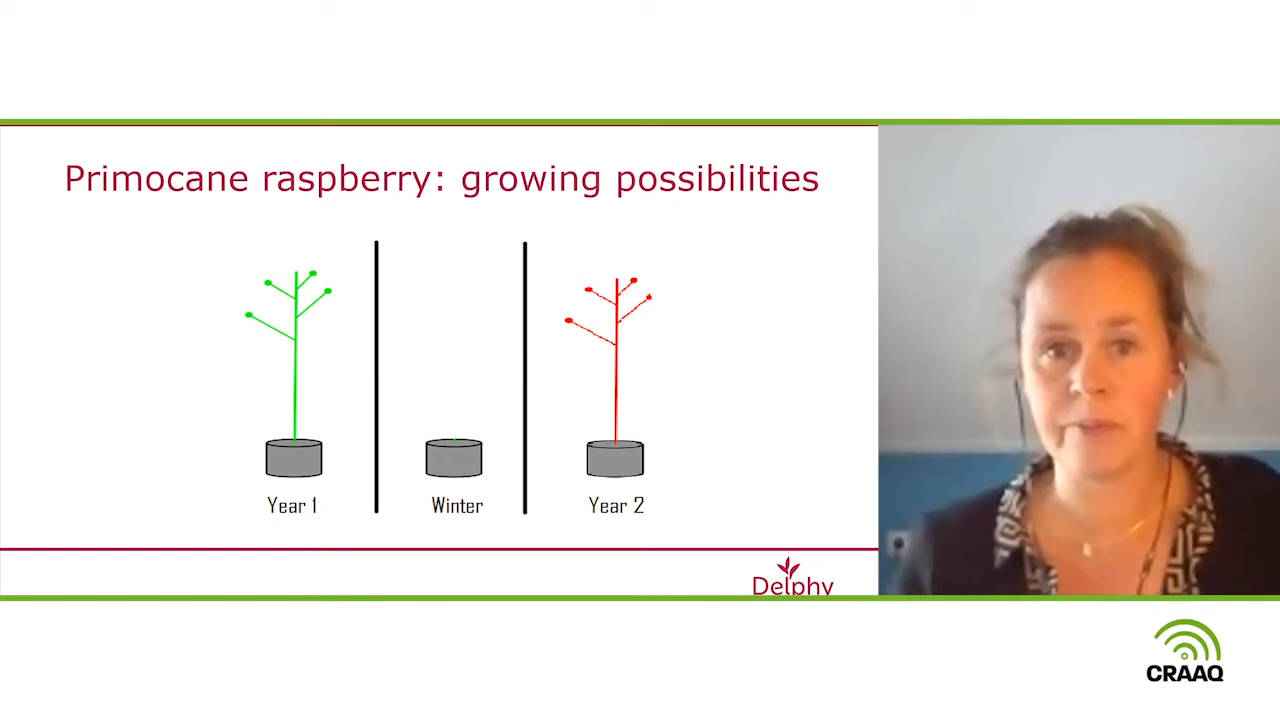 Primocane raspberry: growing possibilities
Year 1
Winter
Year 2
Delphy
CRAAQ